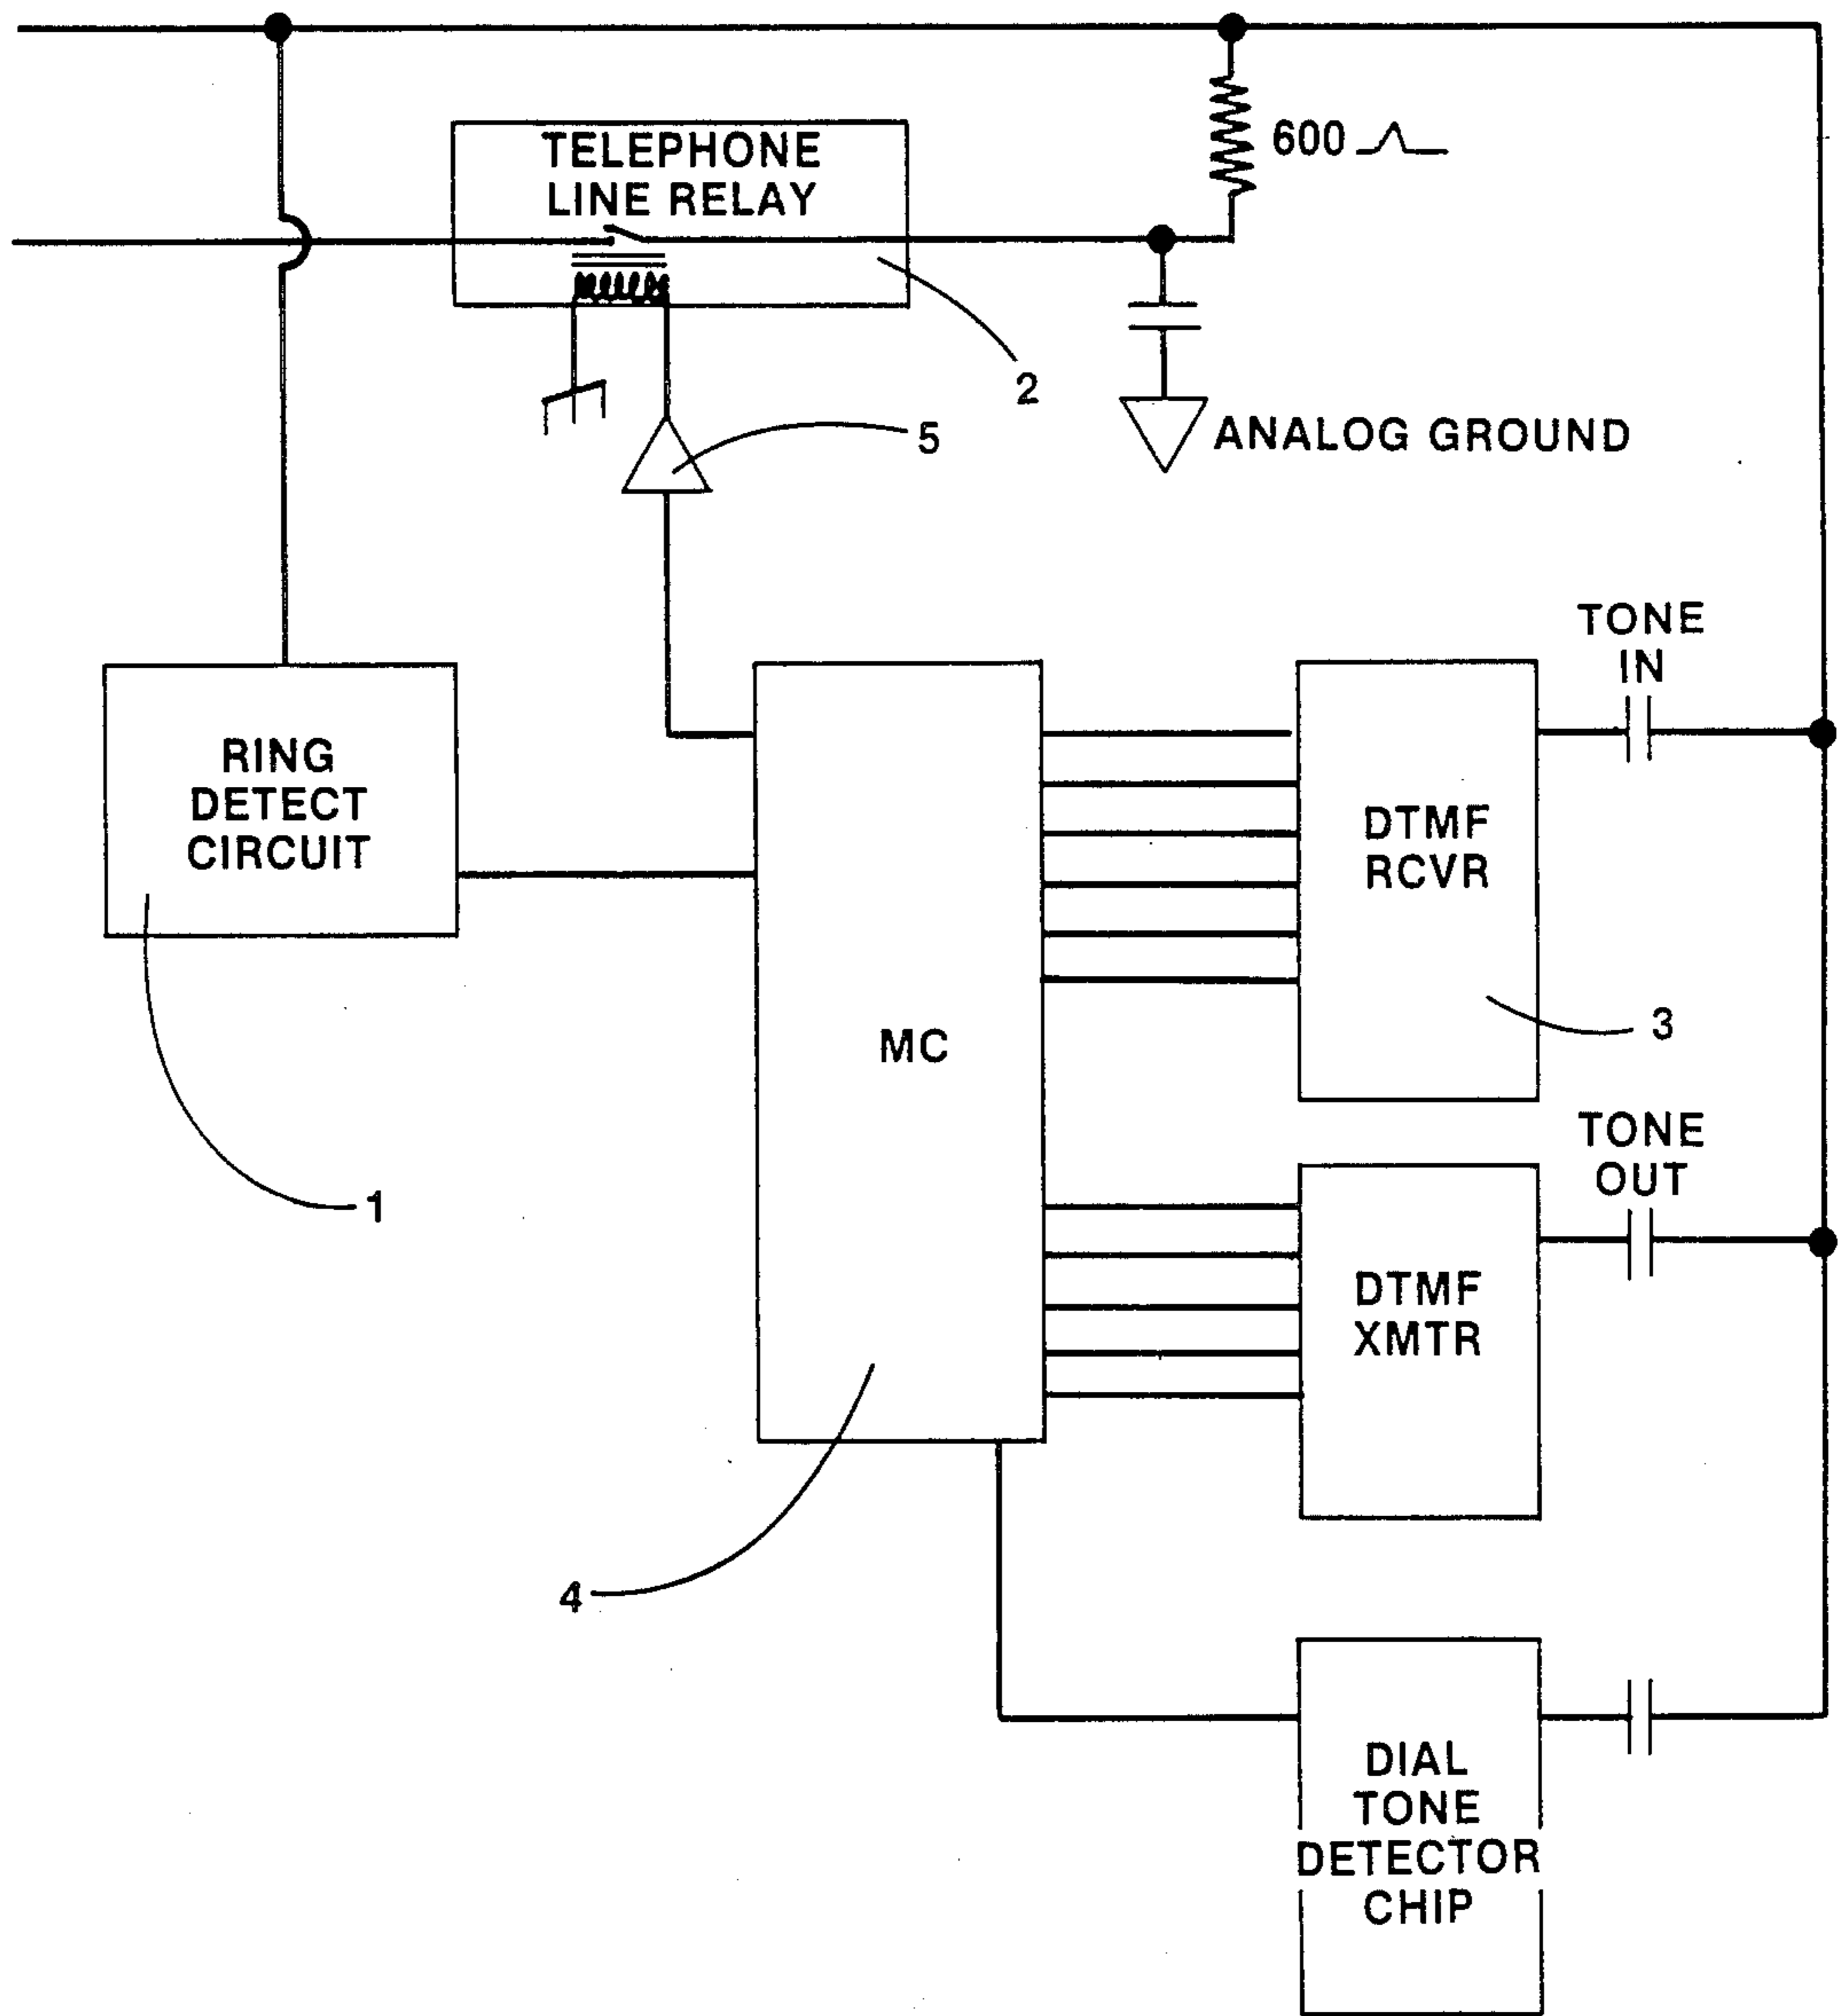 TELEPHONE
LINE RELAY
600
2
5
ANALOG GROUND
TONE
IN
RING
DETECT
CIRCUIT
DTMF
RCVR
MC
3
1
TONE
OUT
DTMF
XMTR
4
DIAL
TONE
DETECTOR
CHIP